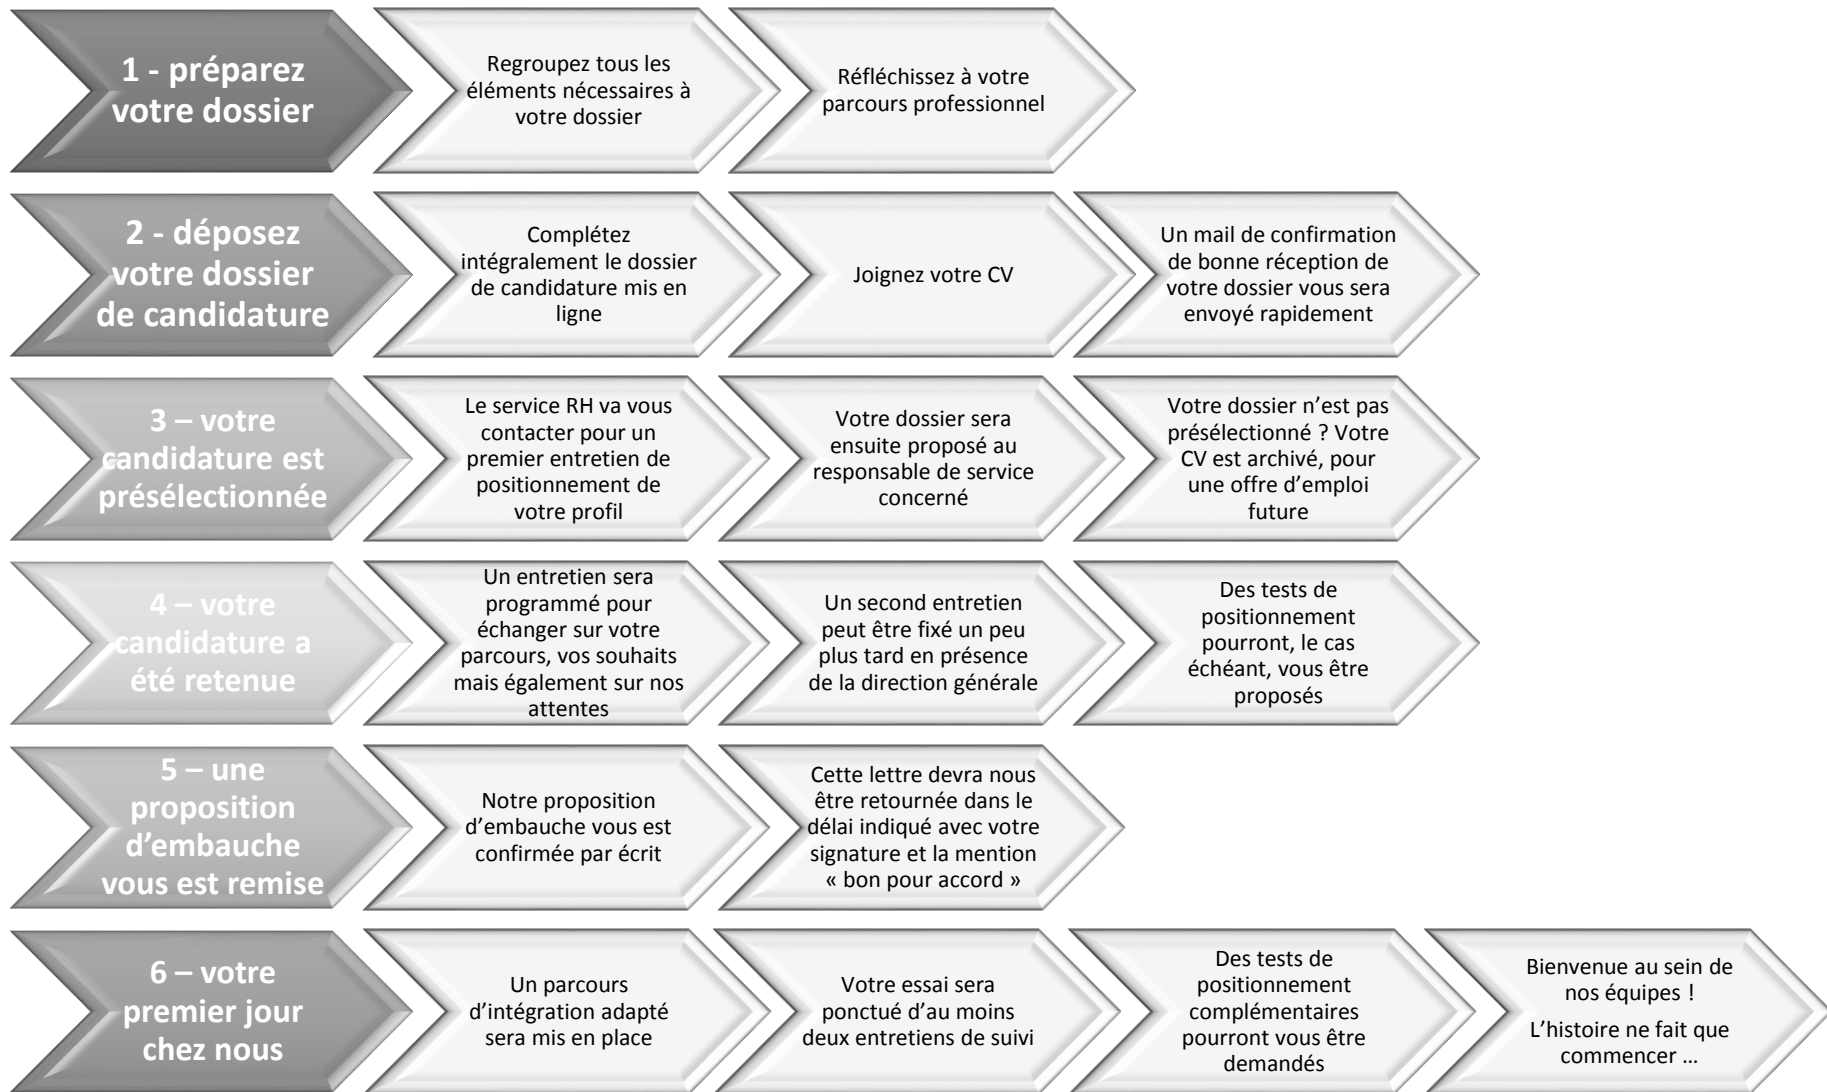 1 - préparez
votre dossier
Regroupez tous les
éléments nécessaires à
votre dossier
Réfléchissez à votre
parcours professionnel
2 - déposez
votre dossier
de candidature
Complétez
intégralement le dossier
de candidature mis en
ligne
Joignez votre CV
Un mail de confirmation
de bonne réception de
votre dossier vous sera
envoyé rapidement
3 – votre
candidature est
présélectionnée
Le service RH va vous
contacter pour un
premier entretien de
positionnement de
votre profil
Votre dossier sera
ensuite proposé au
responsable de service
concerné
Votre dossier n’est pas
présélectionné ? Votre
CV est archivé, pour
une offre d’emploi
future
4 – votre
candidature a
été retenue
Un entretien sera
programmé pour
échanger sur votre
parcours, vos souhaits
mais également sur nos
attentes
Un second entretien
peut être fixé un peu
plus tard en présence
de la direction générale
Des tests de
positionnement
pourront, le cas
échéant, vous être
proposés
5 – une
proposition
d’embauche
vous est remise
Notre proposition
d’embauche vous est
confirmée par écrit
Cette lettre devra nous
être retournée dans le
délai indiqué avec votre
signature et la mention
« bon pour accord »
6 – votre
premier jour
chez nous
Un parcours
d’intégration adapté
sera mis en place
Votre essai sera
ponctué d’au moins
deux entretiens de suivi
Des tests de
positionnement
complémentaires
pourront vous être
demandés
Bienvenue au sein de
nos équipes !
L’histoire ne fait que
commencer …